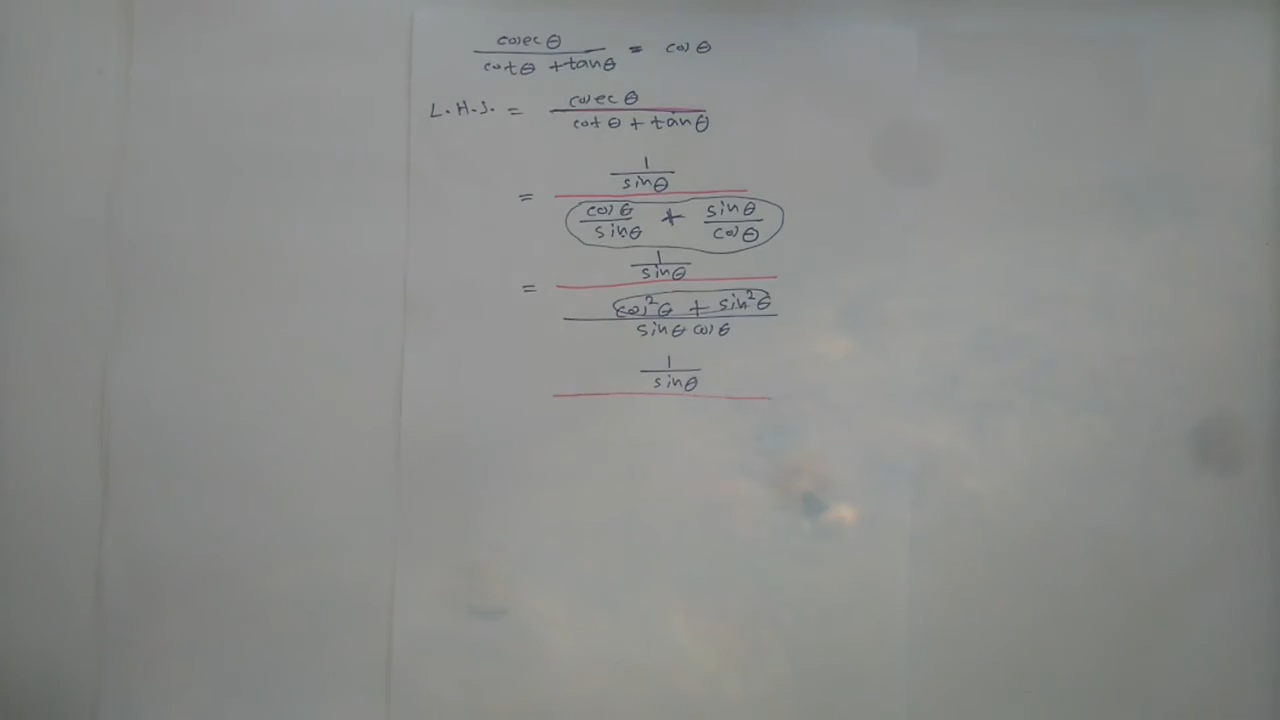 cosec θ / cot θ + tan θ = cos θ
L.H.S. = cosec θ / cot θ + tan θ
= 1/sin θ / cos θ/sin θ + sin θ/cos θ
= 1/sin θ / cos²θ + sin²θ / sin θ cos θ
1/sin θ